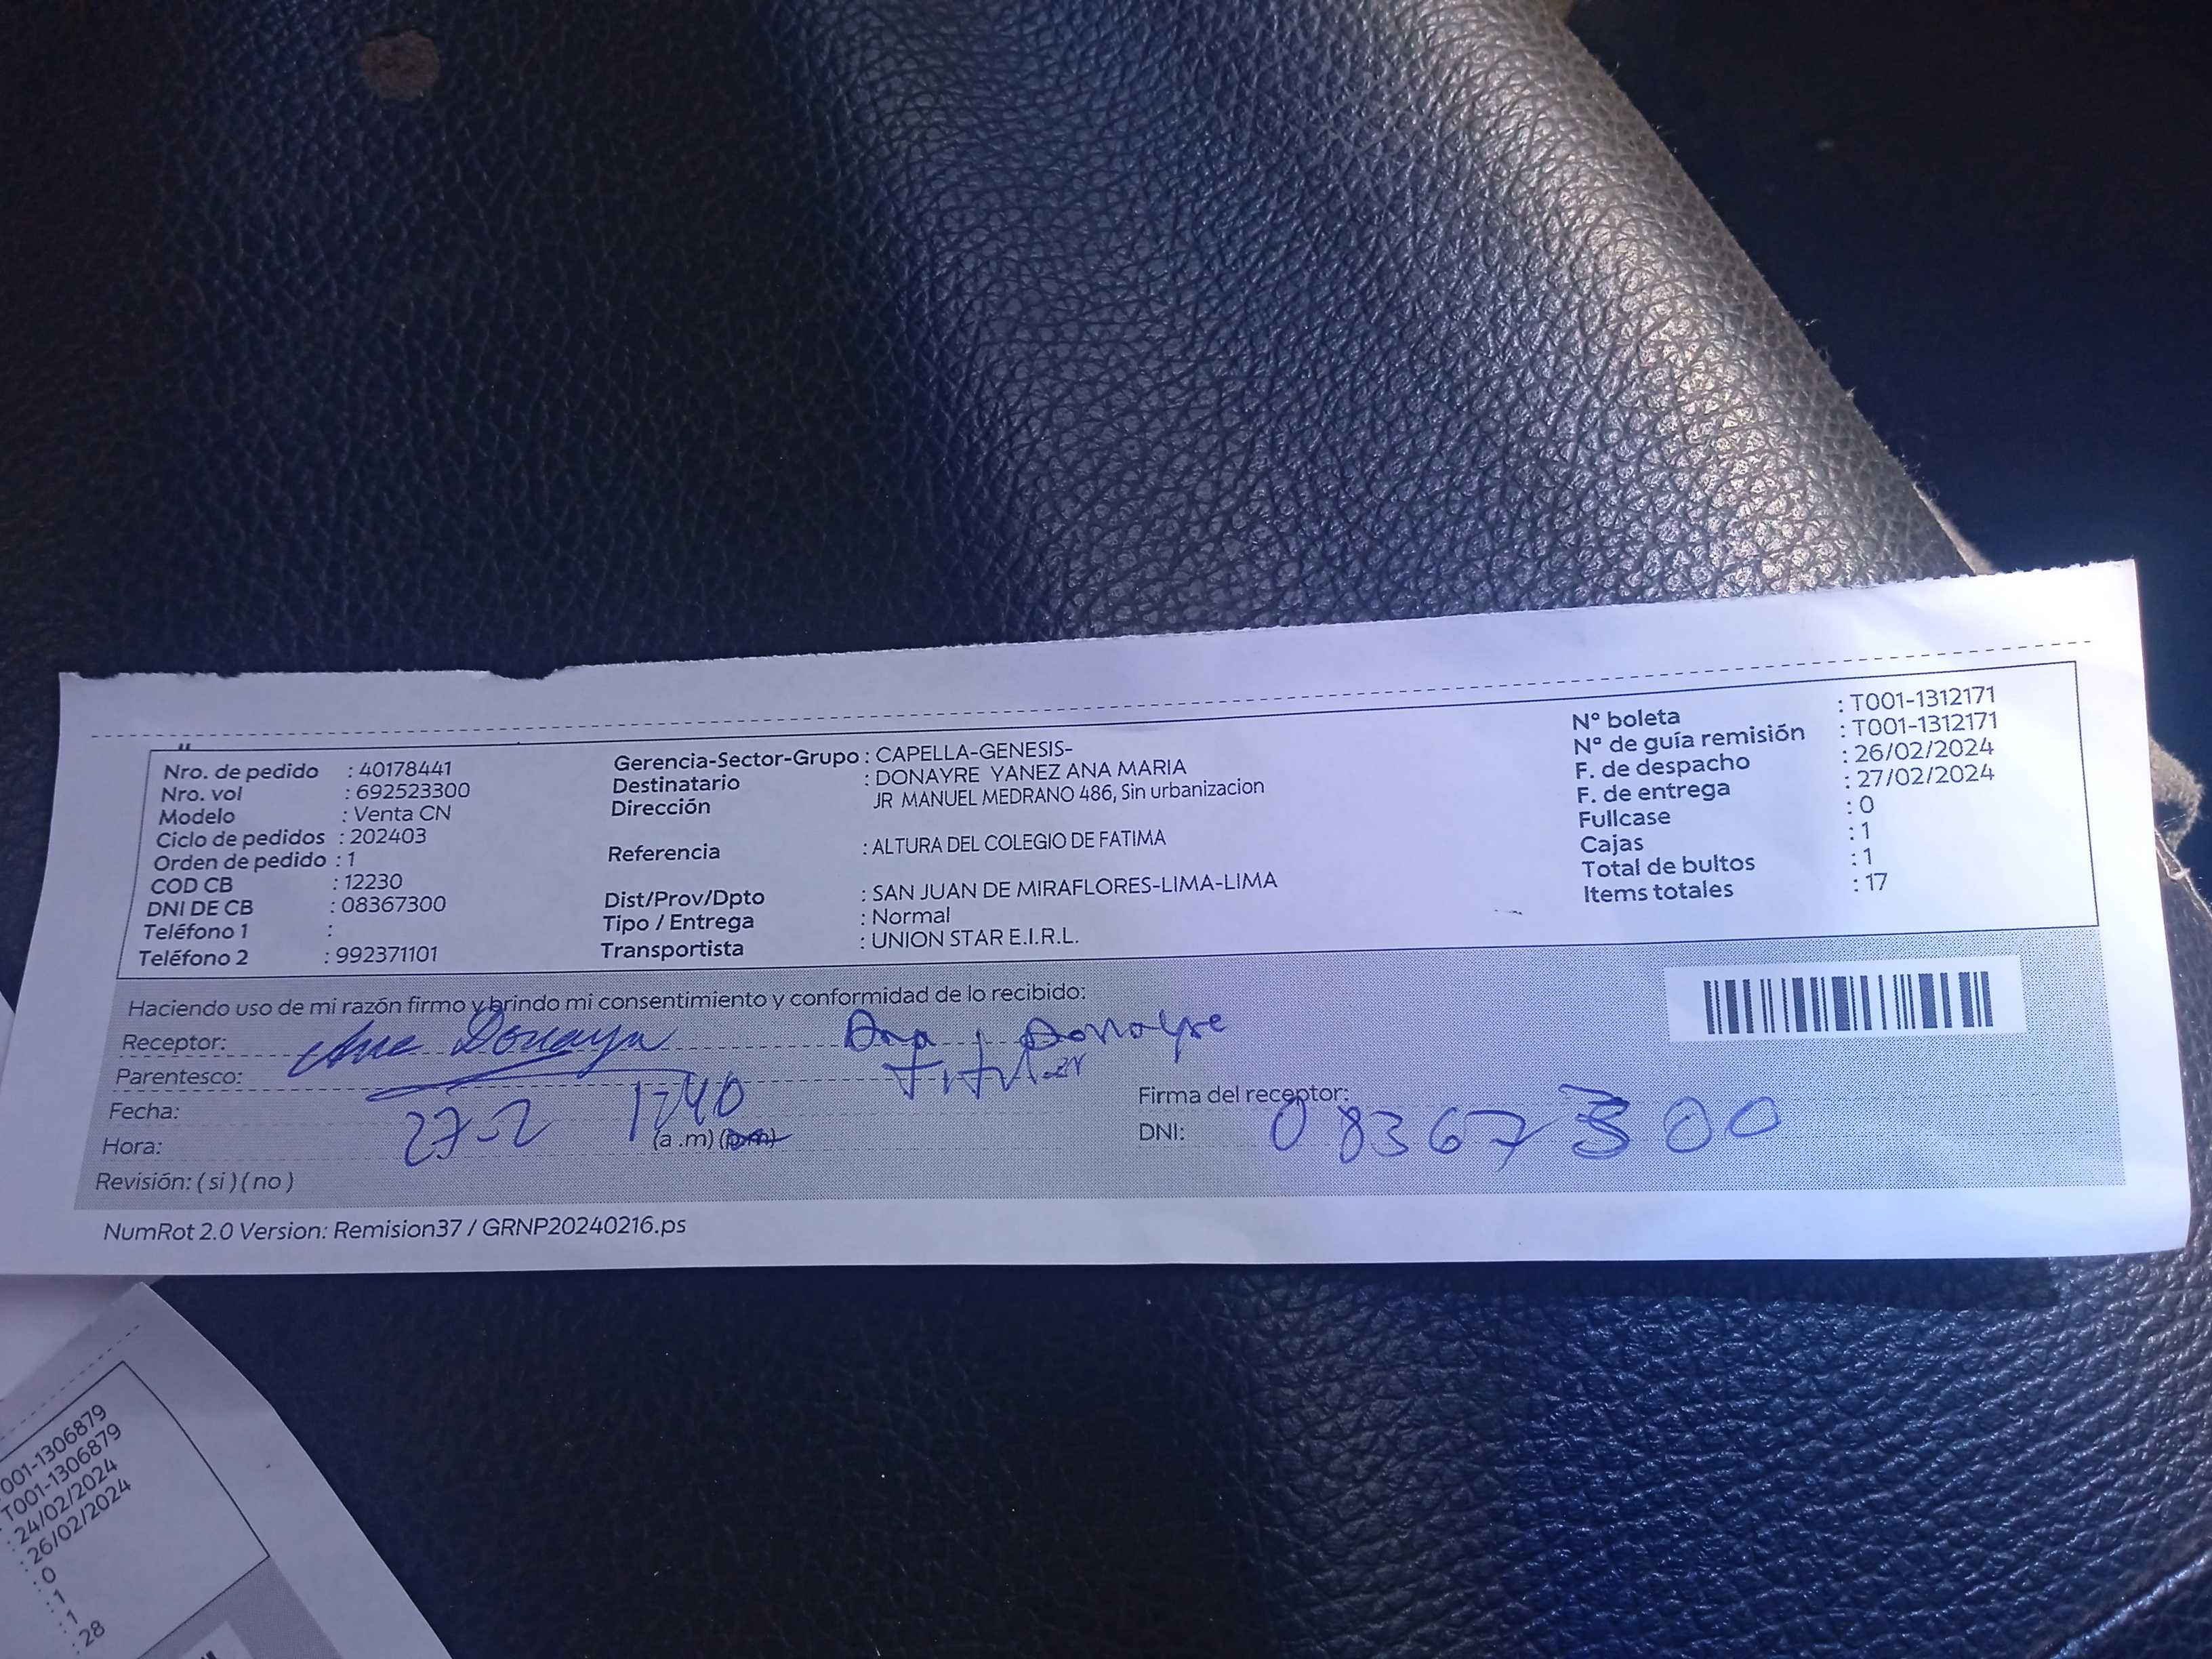 Nro. de pedido : 40178441
Nro. vol : 692523300
Modelo : Venta CN
Ciclo de pedidos : 202403
Orden de pedido : 1
COD CB : 12230
DNI DE CB : 08367300
Teléfono 1 :
Teléfono 2 : 992371101
Gerencia-Sector-Grupo : CAPELLA-GENESIS-
Destinatario : DONAYRE YANEZ ANA MARIA
Dirección JR MANUEL MEDRANO 486, Sin urbanizacion
Referencia : ALTURA DEL COLEGIO DE FATIMA
Dist/Prov/Dpto : SAN JUAN DE MIRAFLORES-LIMA-LIMA
Tipo / Entrega : Normal
Transportista : UNION STAR E.I.R.L.
N° boleta : T001-1312171
N° de guía remisión : T001-1312171
F. de despacho : 26/02/2024
F. de entrega : 27/02/2024
Fullcase : 0
Cajas : 1
Total de bultos : 1
Items totales : 17
Haciendo uso de mi razón firmo y brindo mi consentimiento y conformidad de lo recibido:
Receptor: Ana Donayre
Parentesco: Titular
Fecha: 27-2
Hora: (a .m) (p.m)
Revisión: ( si ) ( no )
Firma del receptor:
DNI: 08367300
NumRot 2.0 Version: Remision37 / GRNP20240216.ps
001-1306879
T001-1306879
: 24/02/2024
: 26/02/2024
: 0
: 1
: 1
: 28